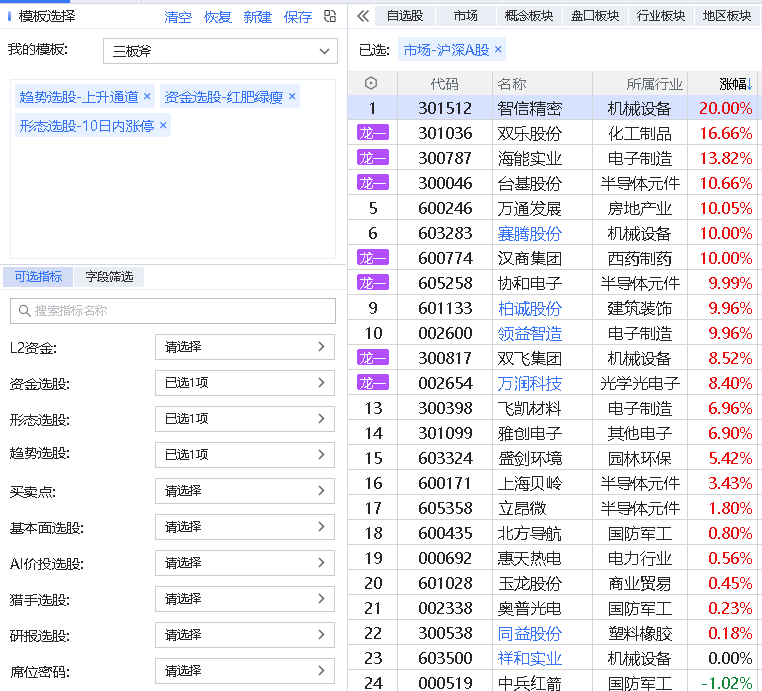 模板选择 清空 恢复 新建 保存
我的模板: 三板斧
趋势选股-上升通道 × 资金选股-红肥绿瘦 ×
形态选股-10日内涨停 ×
可选指标 字段筛选
搜索指标名称
L2资金: 请选择
资金选股: 已选1项
形态选股: 已选1项
趋势选股: 已选1项
买卖点: 请选择
基本面选股: 请选择
AI价投选股: 请选择
猎手选股: 请选择
研报选股: 请选择
席位密码: 请选择
自选股 市场 概念板块 盘口板块 行业板块 地区板块
已选: 市场-沪深A股 ×
代码 名称 所属行业 涨幅↓
1 301512 智信精密 机械设备 20.00%
龙一 301036 双乐股份 化工制品 16.66%
龙一 300787 海能实业 电子制造 13.82%
龙一 300046 台基股份 半导体元件 10.66%
5 600246 万通发展 房地产业 10.05%
6 603283 赛腾股份 机械设备 10.00%
龙一 600774 汉商集团 西药制药 10.00%
龙一 605258 协和电子 半导体元件 9.99%
9 601133 柏诚股份 建筑装饰 9.96%
10 002600 领益智造 电子制造 9.96%
龙一 300817 双飞集团 机械设备 8.52%
龙一 002654 万润科技 光学光电子 8.40%
13 300398 飞凯材料 电子制造 6.96%
14 301099 雅创电子 其他电子 6.90%
15 603324 盛剑环境 园林环保 5.42%
16 600171 上海贝岭 半导体元件 3.43%
17 605358 立昂微 半导体元件 1.80%
18 600435 北方导航 国防军工 0.80%
19 000692 惠天热电 电力行业 0.56%
20 601028 玉龙股份 商业贸易 0.45%
21 002338 奥普光电 国防军工 0.23%
22 300538 同益股份 塑料橡胶 0.18%
23 603500 祥和实业 机械设备 0.00%
24 000519 中兵红箭 国防军工 -1.02%